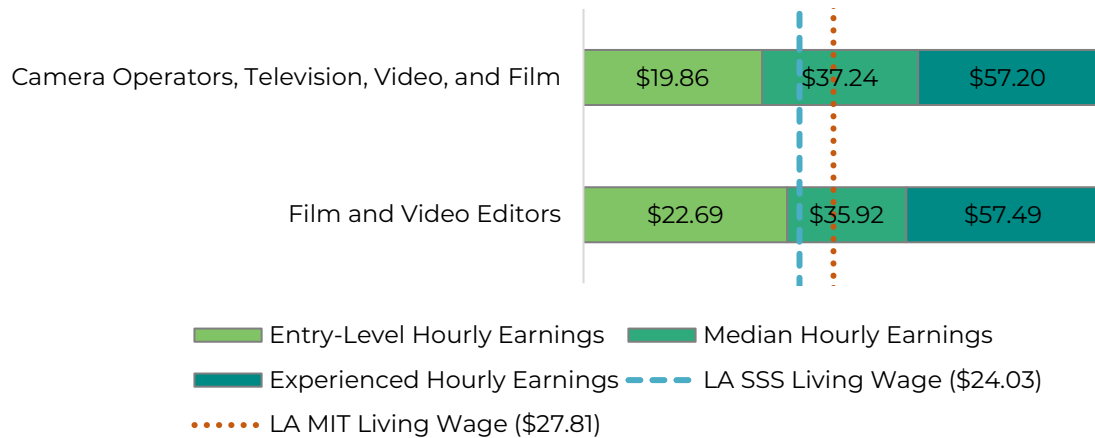 Camera Operators, Television, Video, and Film
$19.86 $37.24 $57.20
Film and Video Editors
$22.69 $35.92 $57.49
Entry-Level Hourly Earnings
Median Hourly Earnings
Experienced Hourly Earnings
LA SSS Living Wage ($24.03)
LA MIT Living Wage ($27.81)